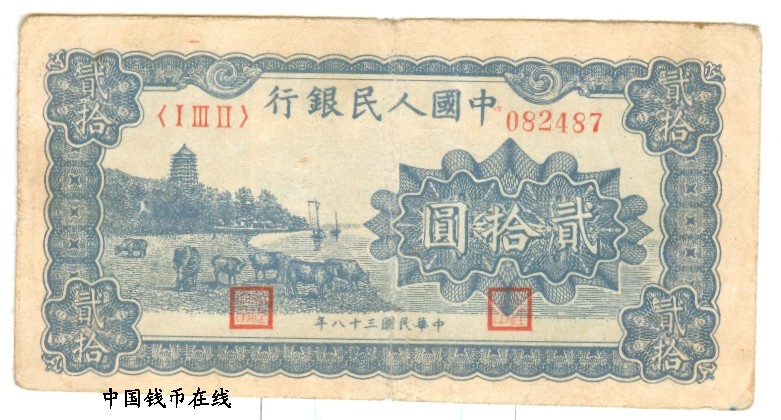 貳拾
貳拾
中國人民銀行
〈I III II〉
082487
貳拾圓
貳拾
貳拾
中華民國三十八年
中国钱币在线